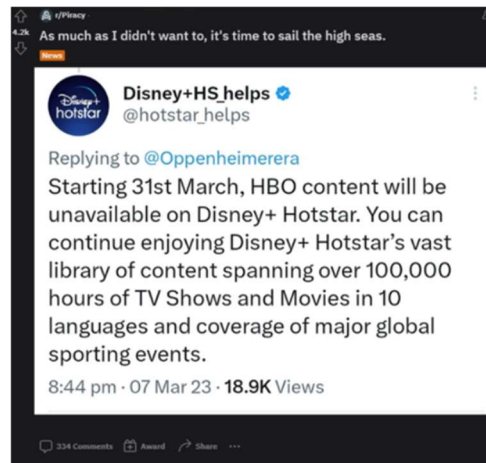 r/Piracy
4.2k
As much as I didn't want to, it's time to sail the high seas.
News
Disney+
hotstar
Disney+HS_helps
@hotstar_helps
Replying to @Oppenheimerera
Starting 31st March, HBO content will be
unavailable on Disney+ Hotstar. You can
continue enjoying Disney+ Hotstar’s vast
library of content spanning over 100,000
hours of TV Shows and Movies in 10
languages and coverage of major global
sporting events.
8:44 pm · 07 Mar 23 · 18.9K Views
334 Comments Award Share ···